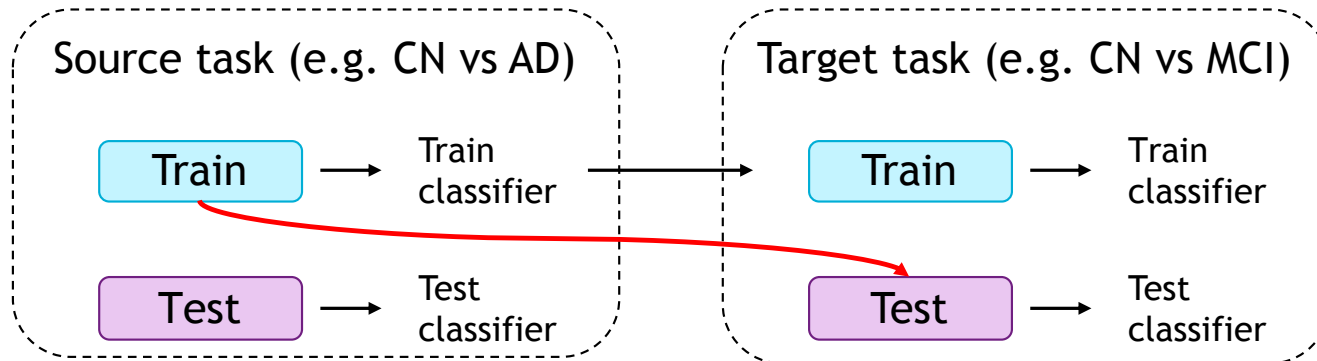 Source task (e.g. CN vs AD)
Train
Train
classifier
Test
Test
classifier
Target task (e.g. CN vs MCI)
Train
Train
classifier
Test
Test
classifier